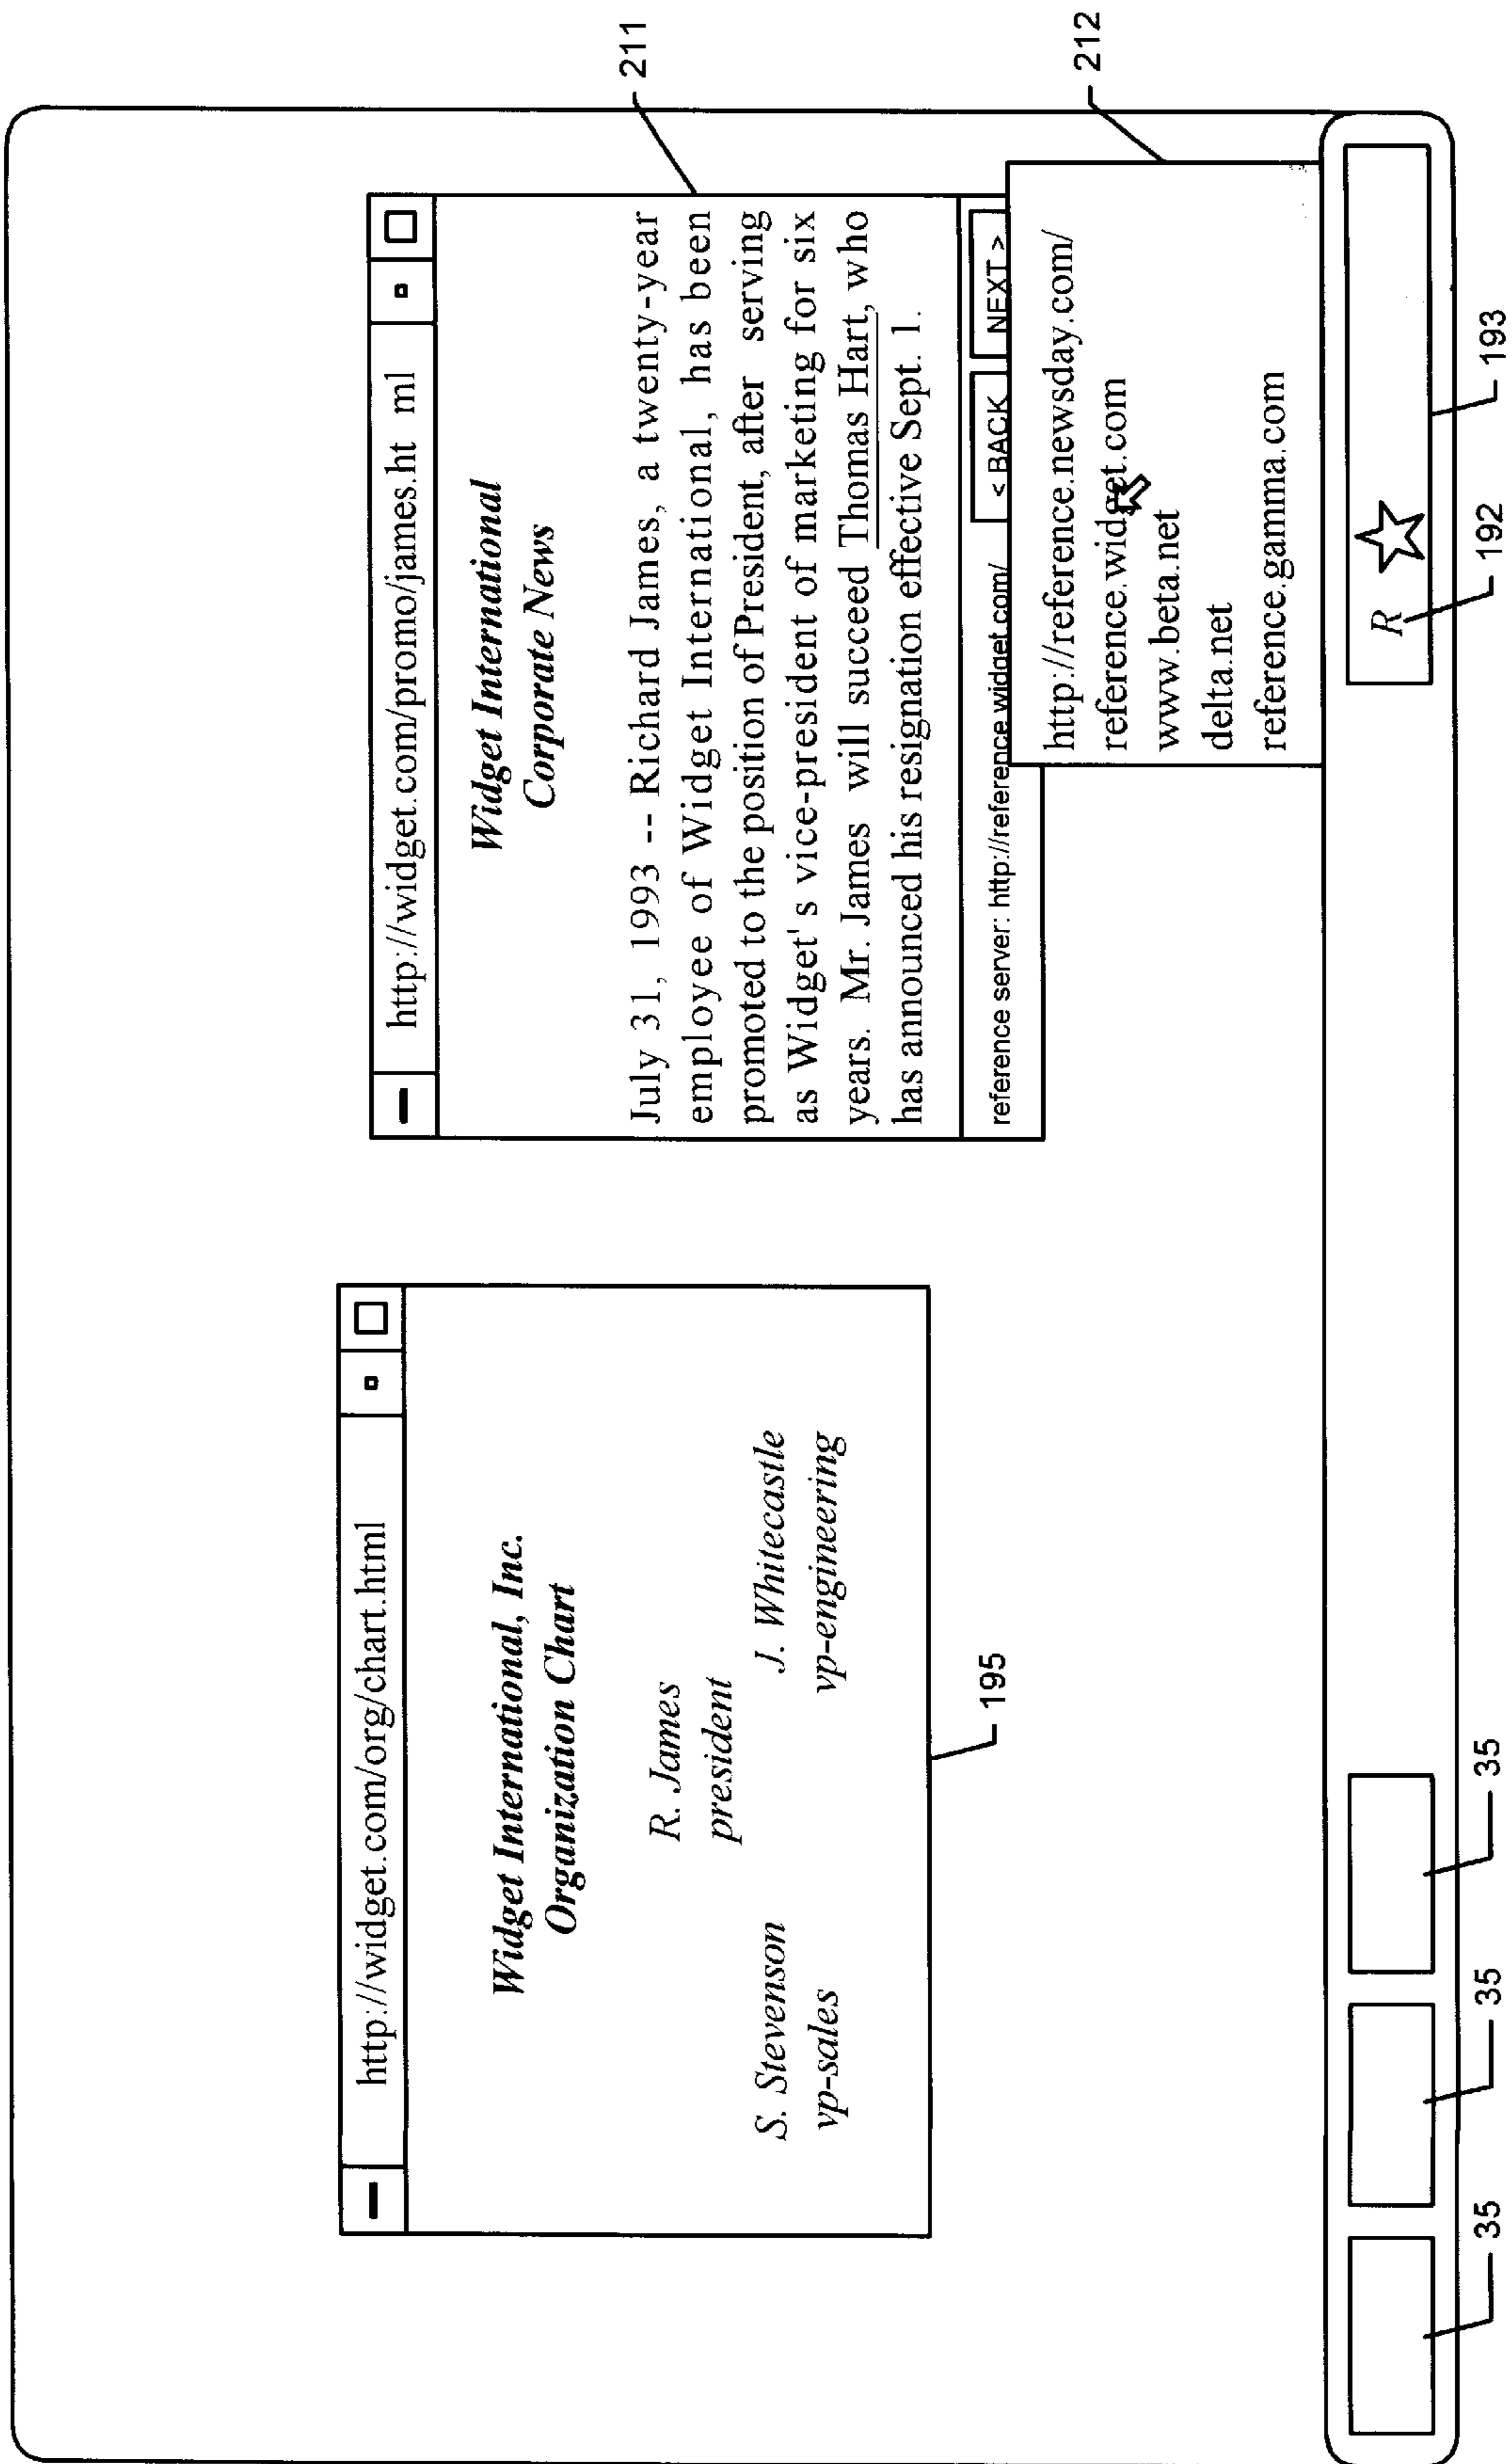 http://widget.com/org/chart.html
Widget International, Inc.
Organization Chart
R. James
president
S. Stevenson J. Whitecastle
vp-sales vp-engineering
195
http://widget.com/promo/james.ht ml
Widget International
Corporate News
July 31, 1993 -- Richard James, a twenty-year
employee of Widget International, has been
promoted to the position of President, after serving
as Widget's vice-president of marketing for six
years. Mr. James will succeed Thomas Hart, who
has announced his resignation effective Sept. 1.
211
reference server: http://reference.widget.com/ < BACK NEXT >
http://reference.newsday.com/
reference.widget.com
www.beta.net
delta.net
reference.gamma.com
212
R
35 35 35 192 193